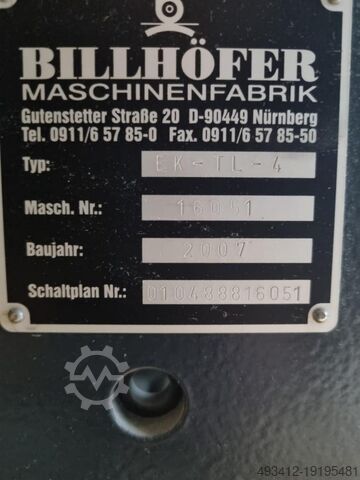 BILLHÖFER
MASCHINENFABRIK
Gutenstetter Straße 20 D-90449 Nürnberg
Tel. 0911/6 57 85-0 Fax. 0911/6 57 85-50
Typ: EK-TL-4
Masch. Nr.: 16051
Baujahr: 2007
Schaltplan Nr.: 010488816051
493412-19195481